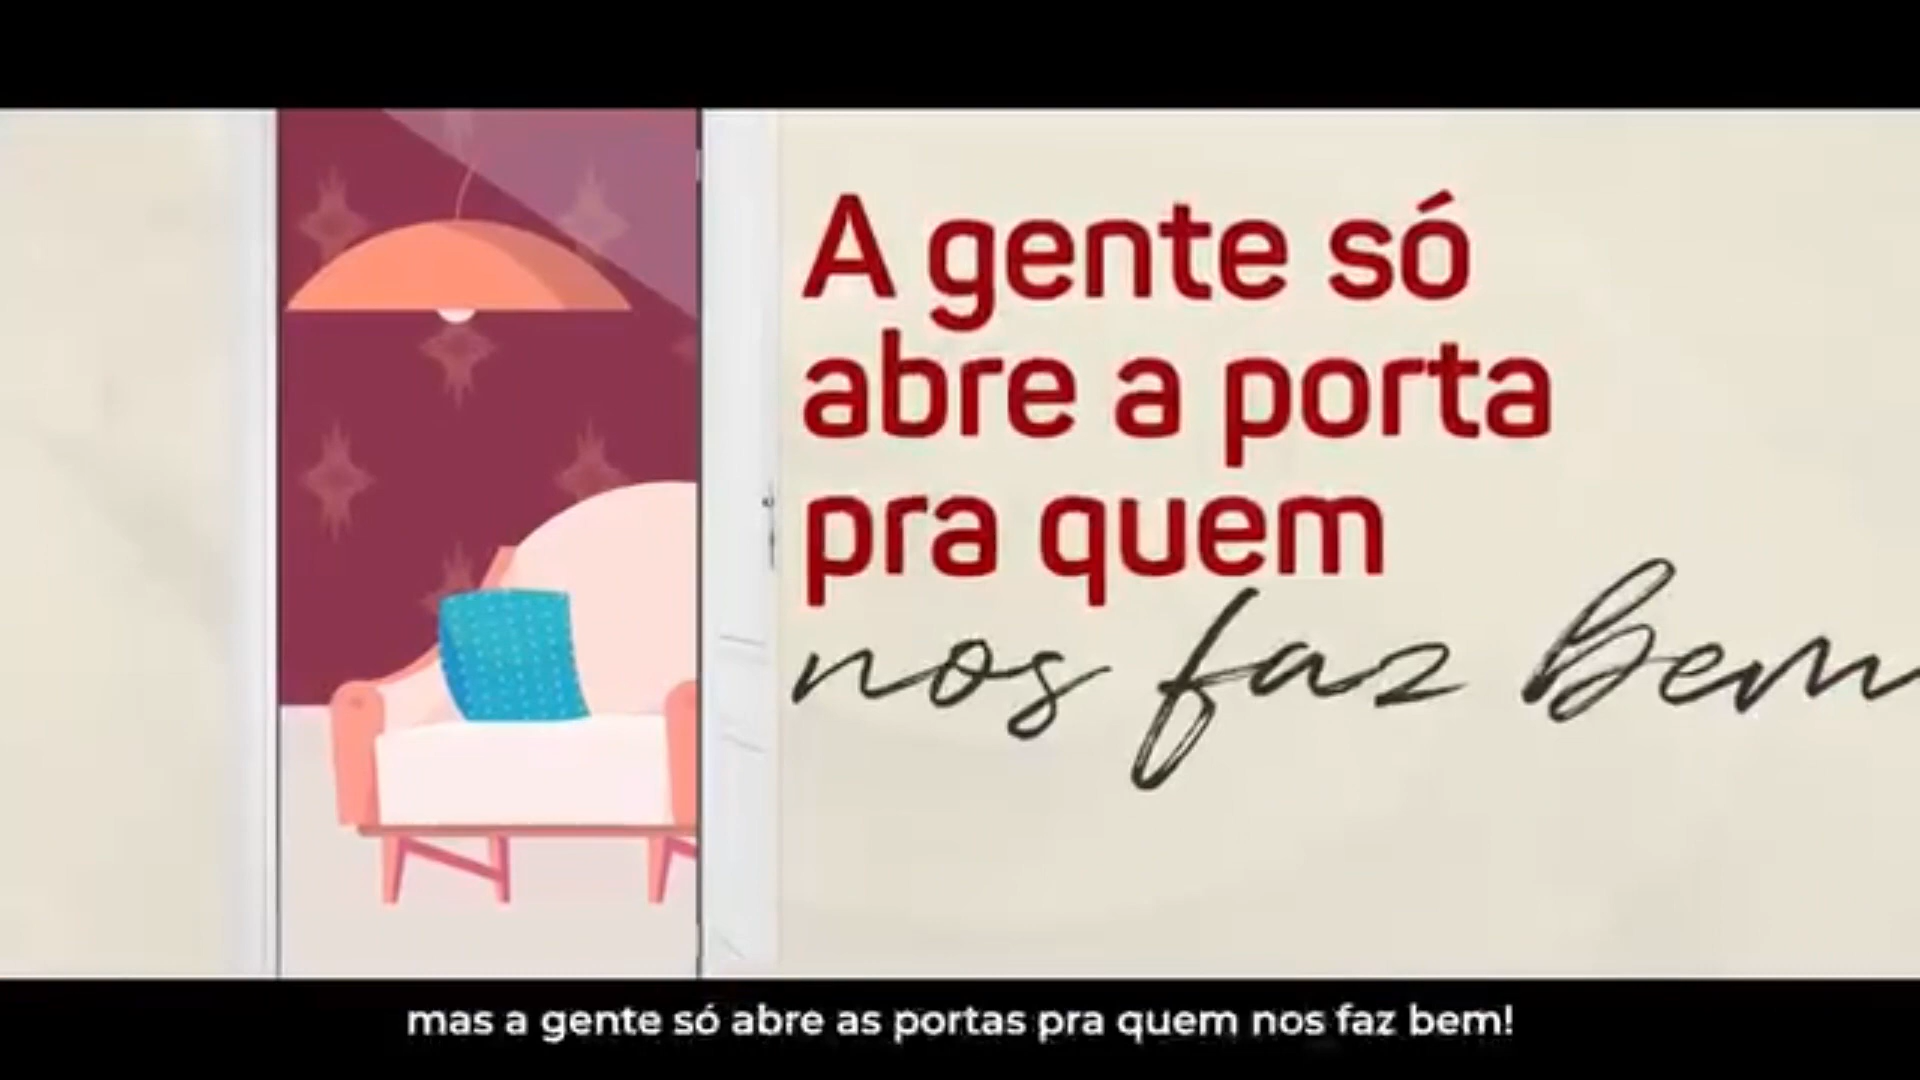 A gente só
abre a porta
pra quem
nos faz bem
mas a gente só abre as portas pra quem nos faz bem!